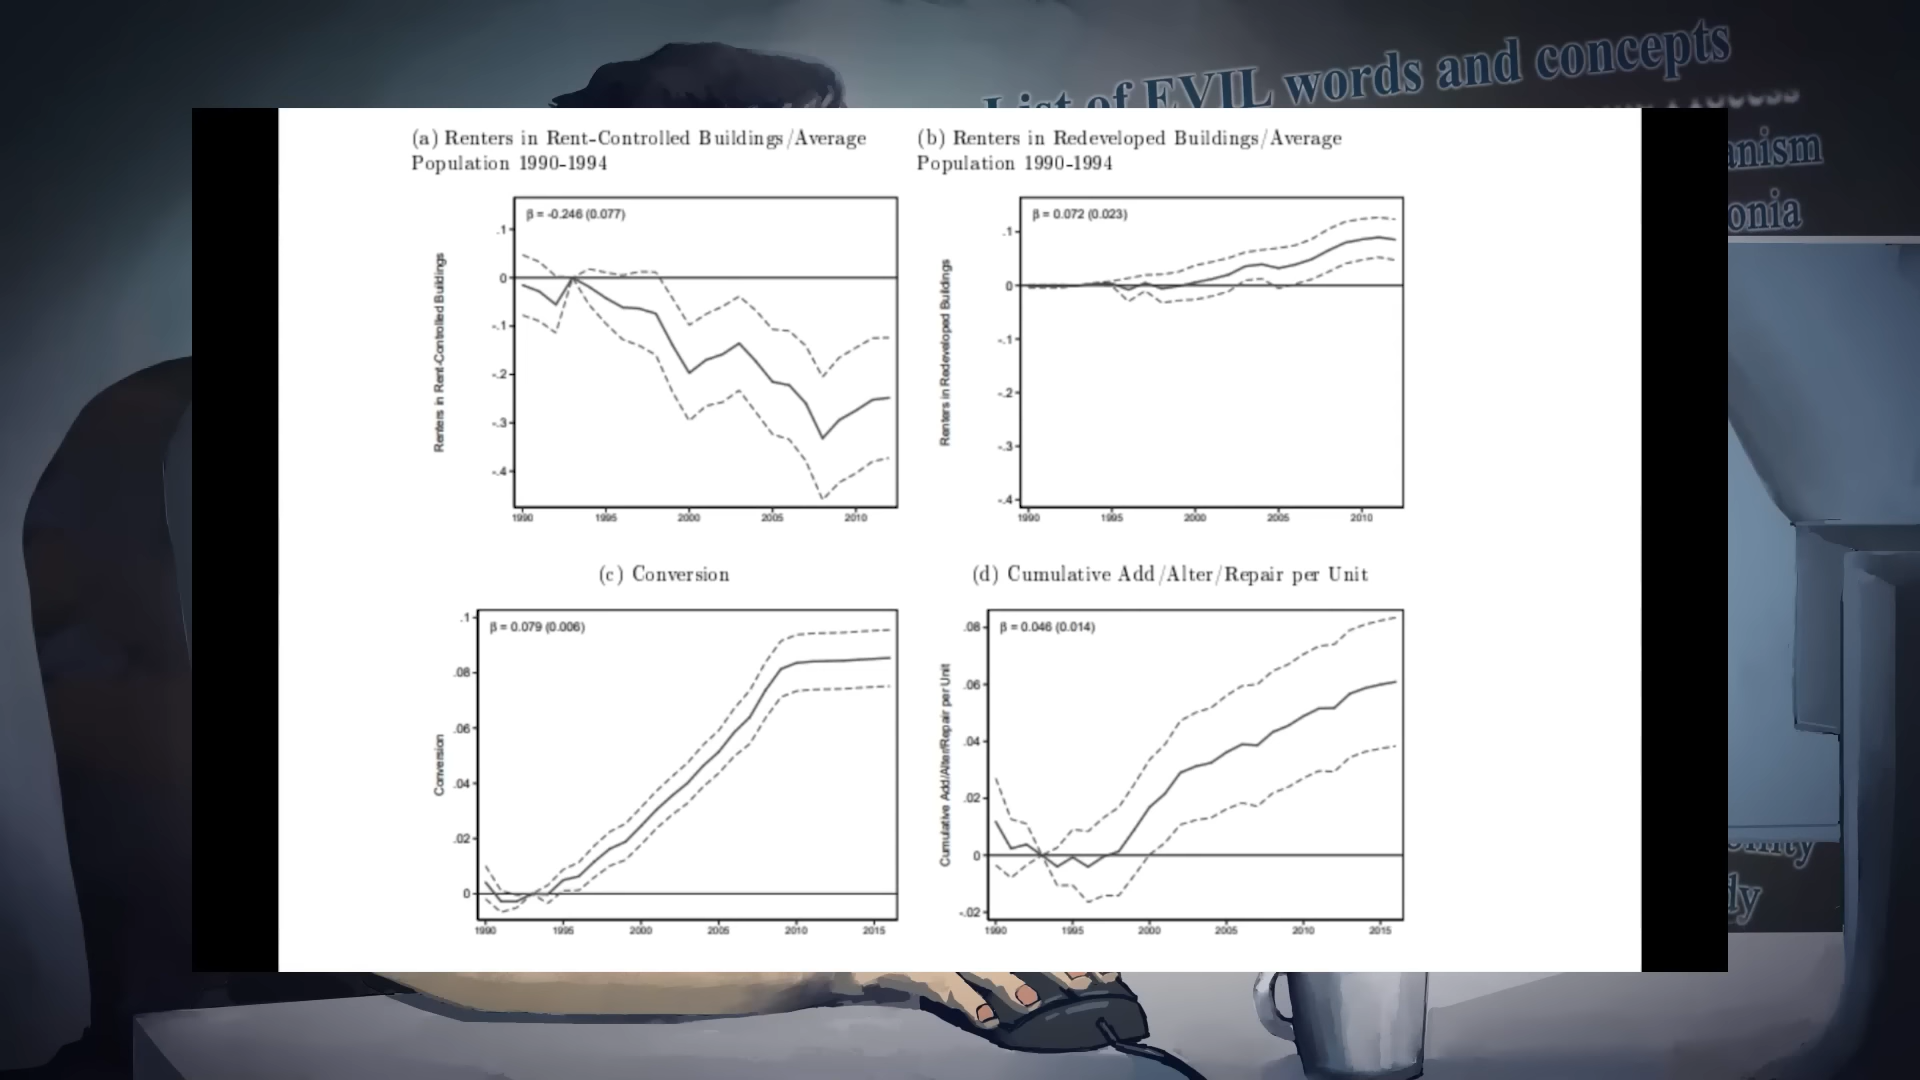 List of EVIL words and concepts
anism
onia
(a) Renters in Rent-Controlled Buildings/Average
Population 1990-1994
β = -0.246 (0.077)
Renters in Rent-Controlled Buildings
.1
0
-.1
-.2
-.3
-.4
1990 1995 2000 2005 2010
(b) Renters in Redeveloped Buildings/Average
Population 1990-1994
β = 0.072 (0.023)
Renters in Redeveloped Buildings
.1
0
-.1
-.2
-.3
-.4
1990 1995 2000 2005 2010
(c) Conversion
β = 0.079 (0.006)
Conversion
.1
.08
.06
.04
.02
0
1990 1995 2000 2005 2010 2015
(d) Cumulative Add/Alter/Repair per Unit
β = 0.046 (0.014)
Cumulative Add/Alter/Repair per Unit
.08
.06
.04
.02
0
-.02
1990 1995 2000 2005 2010 2015
dy